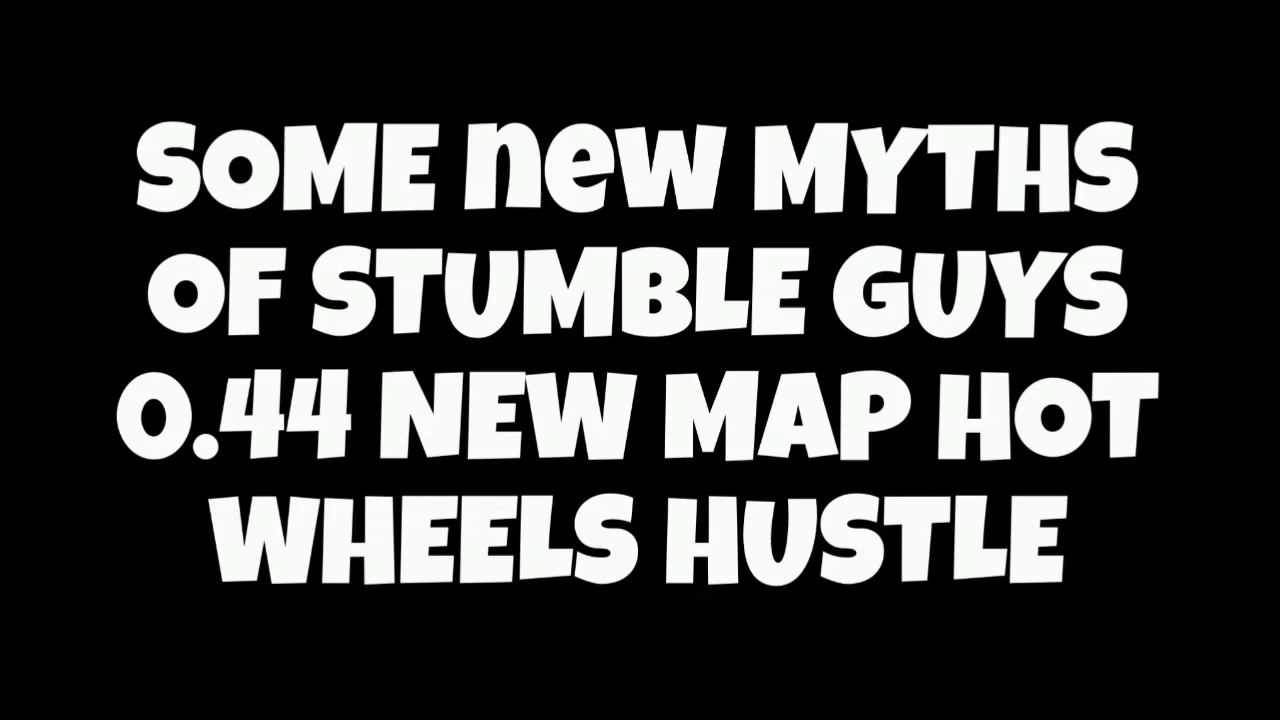 SOME new MYTHS
OF STUMBLE GUYS
0.44 NEW MAP HOT
WHEELS HUSTLE